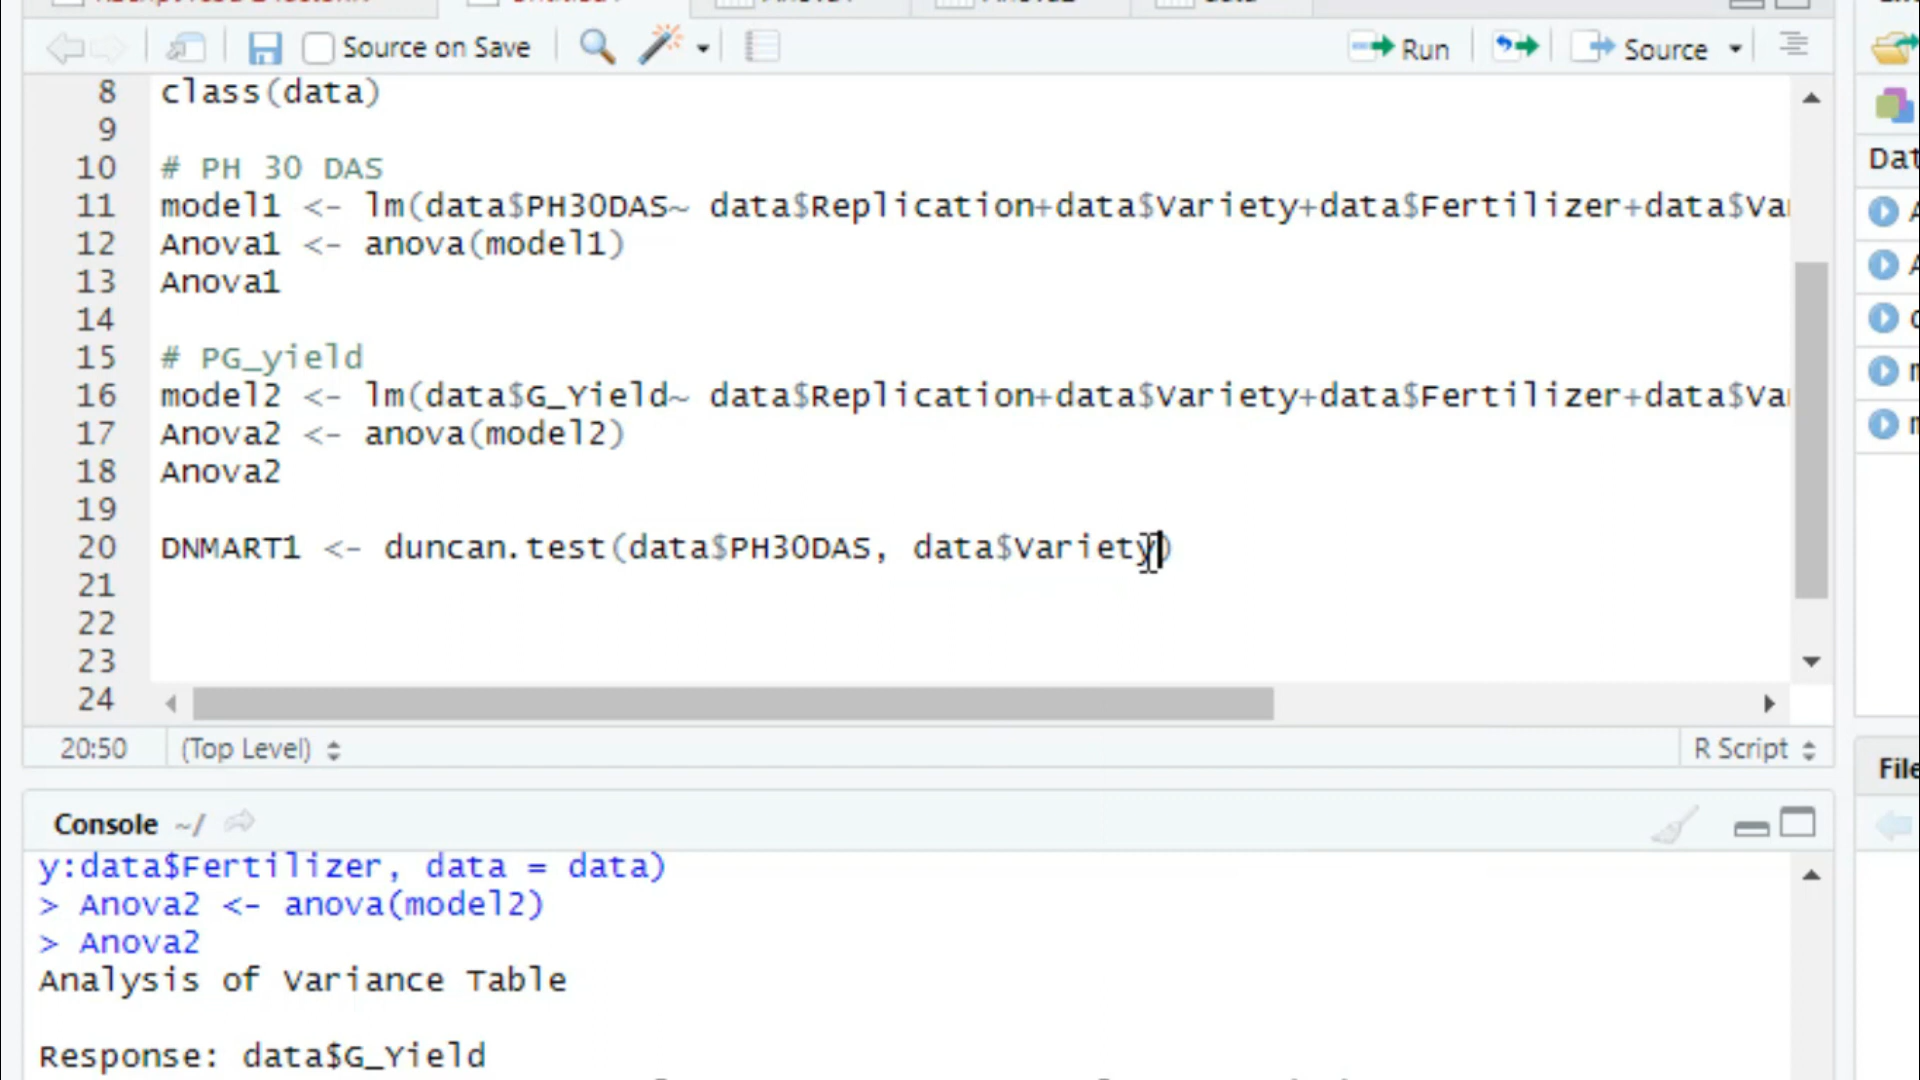 Source on Save
Run
Source
8 class(data)
9
10 # PH 30 DAS
11 model1 <- lm(data$PH30DAS~ data$Replication+data$Variety+data$Fertilizer+data$Va
12 Anova1 <- anova(model1)
13 Anova1
14
15 # PG_yield
16 model2 <- lm(data$G_Yield~ data$Replication+data$Variety+data$Fertilizer+data$Va
17 Anova2 <- anova(model2)
18 Anova2
19
20 DNMART1 <- duncan.test(data$PH30DAS, data$Variety)
21
22
23
24
20:50 (Top Level) R Script
Dat
File
Console ~/
y:data$Fertilizer, data = data)
> Anova2 <- anova(model2)
> Anova2
Analysis of Variance Table
Response: data$G_Yield